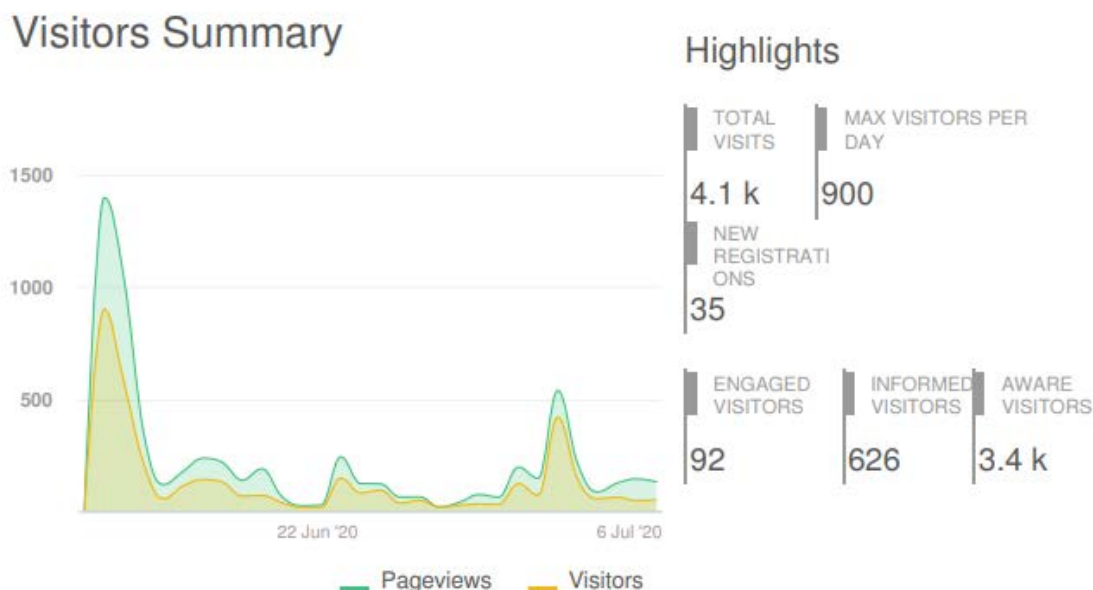 Visitors Summary
1500
1000
500
22 Jun '20
6 Jul '20
Pageviews
Visitors
Highlights
TOTAL
VISITS
4.1 k
MAX VISITORS PER
DAY
900
NEW
REGISTRATI
ONS
35
ENGAGED
VISITORS
92
INFORMED
VISITORS
626
AWARE
VISITORS
3.4 k